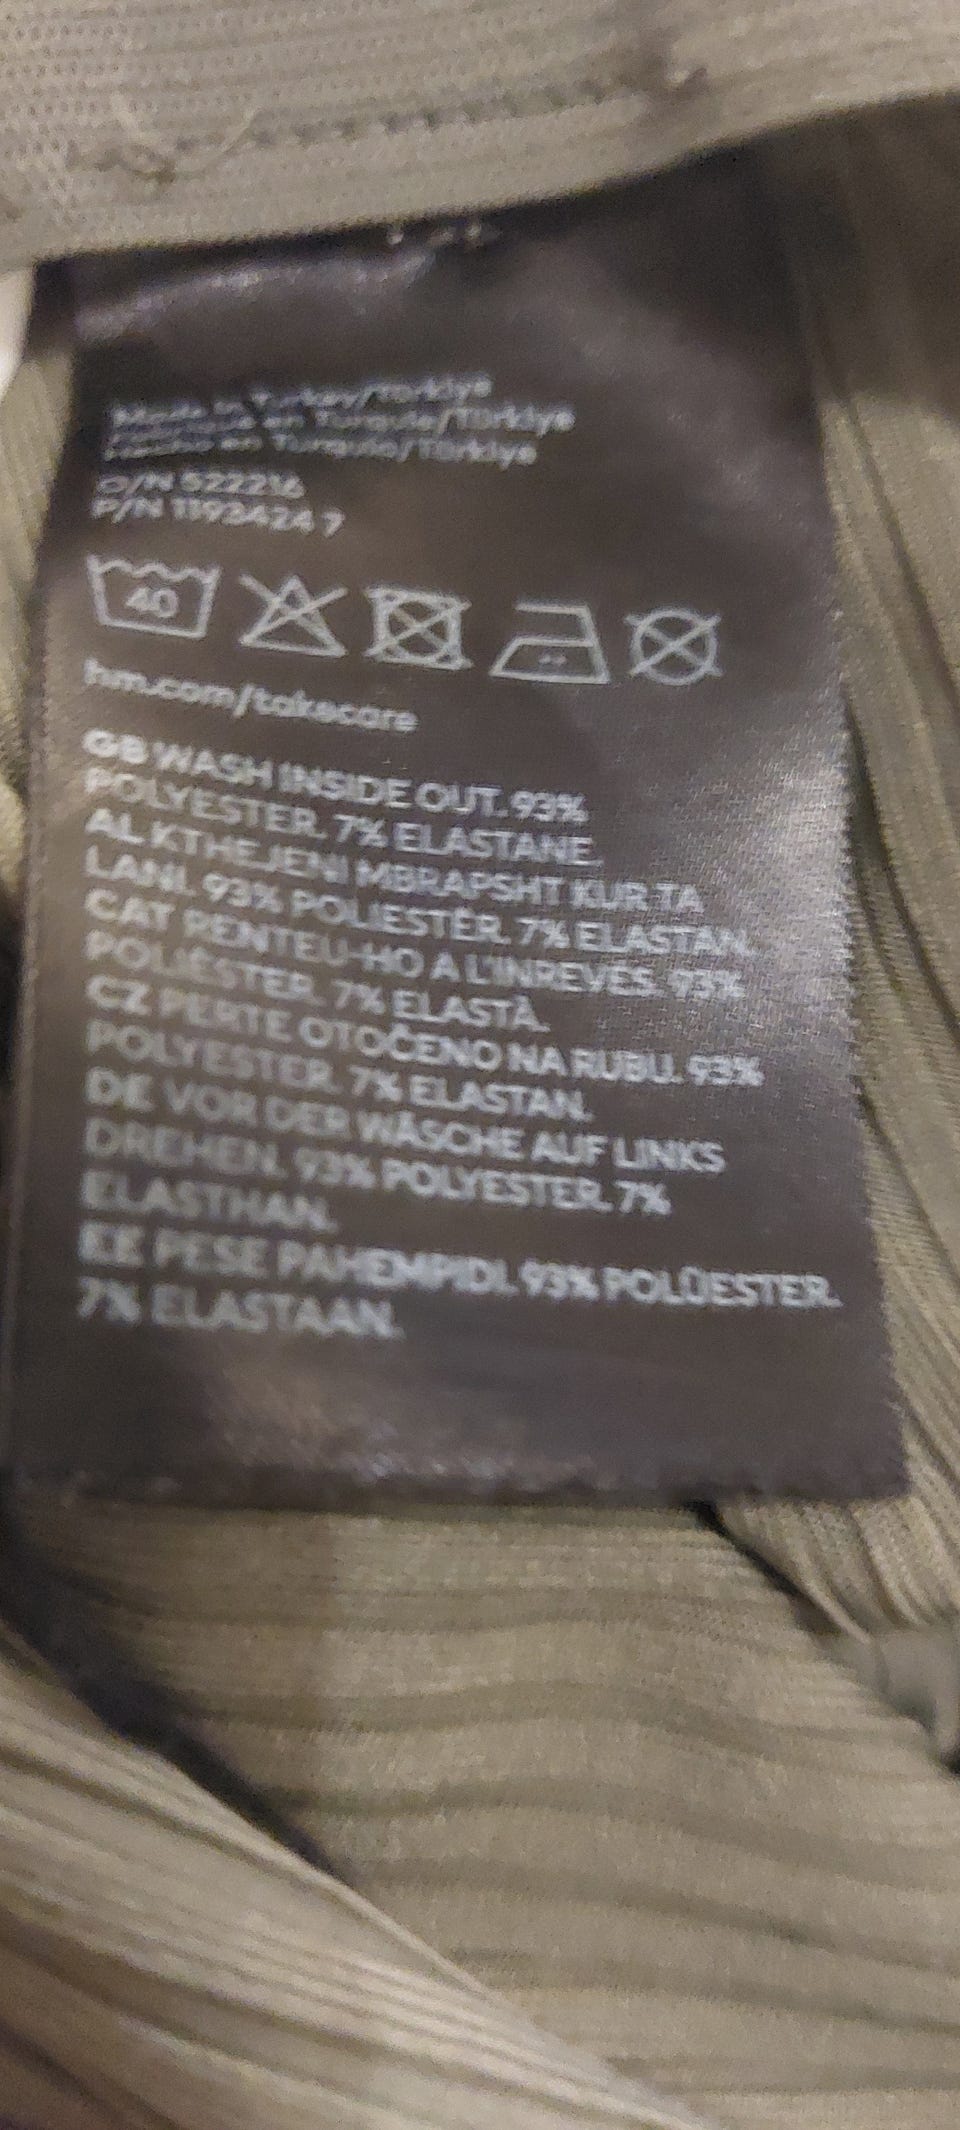 Made in Turkey/Türkiye
en Turquie/Türkiye
en Turquía/Türkiye
O/N 522216
P/N 1193424 7
40
hm.com/takecare
GB WASH INSIDE OUT. 93%
POLYESTER. 7% ELASTANE.
AL KTHEJENI MBRAPSHT KUR TA
LANI. 93% POLIESTËR. 7% ELASTAN.
CAT RENTEU-HO A L'INREVÉS. 93%
POLIÈSTER. 7% ELASTÀ.
CZ PERTE OTOČENO NA RUBU. 93%
POLYESTER. 7% ELASTAN.
DE VOR DER WÄSCHE AUF LINKS
DREHEN. 93% POLYESTER. 7%
ELASTHAN.
EE PESE PAHEMPIDI. 93% POLÜESTER.
7% ELASTAAN.